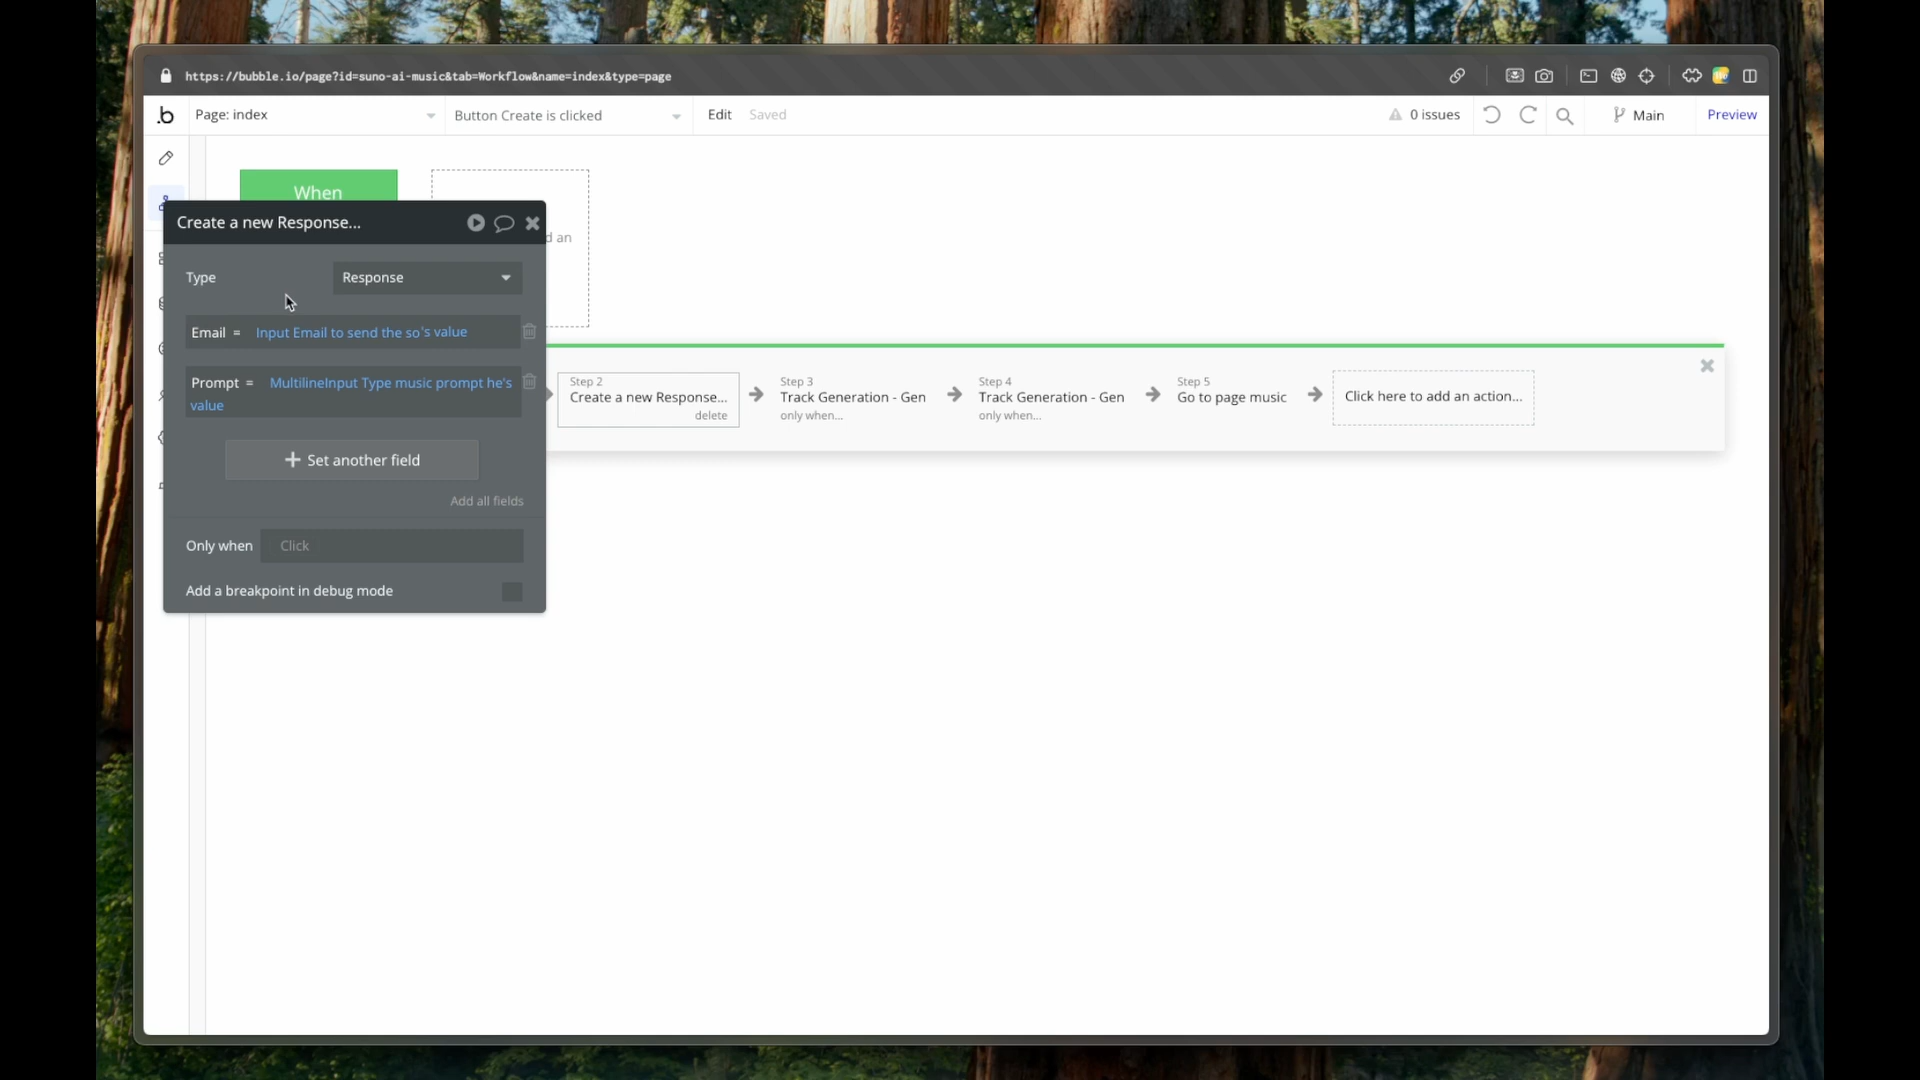 https://bubble.io/page?id=suno-ai-music&tab=Workflow&name=index&type=page
.b
Page: index
Button Create is clicked
Edit
Saved
0 issues
Main
Preview
When
d an
Create a new Response...
Type
Response
Email = Input Email to send the so's value
Prompt = MultilineInput Type music prompt he's
value
Set another field
Add all fields
Only when
Click
Add a breakpoint in debug mode
Step 2
Create a new Response...
delete
Step 3
Track Generation - Gen
only when...
Step 4
Track Generation - Gen
only when...
Step 5
Go to page music
Click here to add an action...